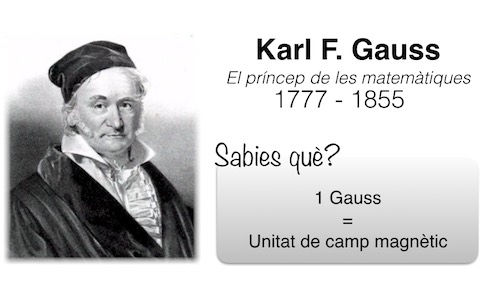 Karl F. Gauss
El príncep de les matemàtiques
1777 - 1855
Sabies què?
1 Gauss
=
Unitat de camp magnètic